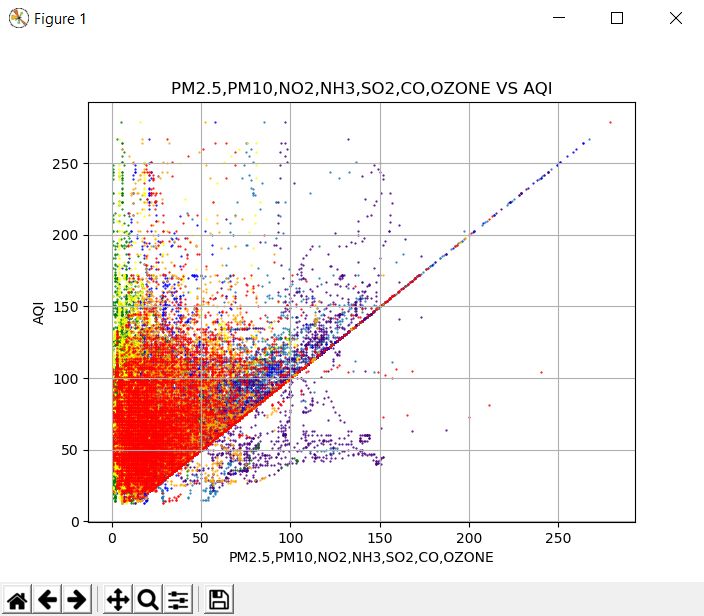 Figure 1
PM2.5,PM10,NO2,NH3,SO2,CO,OZONE VS AQI
250
200
150
100
50
0
AQI
0 50 100 150 200 250
PM2.5,PM10,NO2,NH3,SO2,CO,OZONE